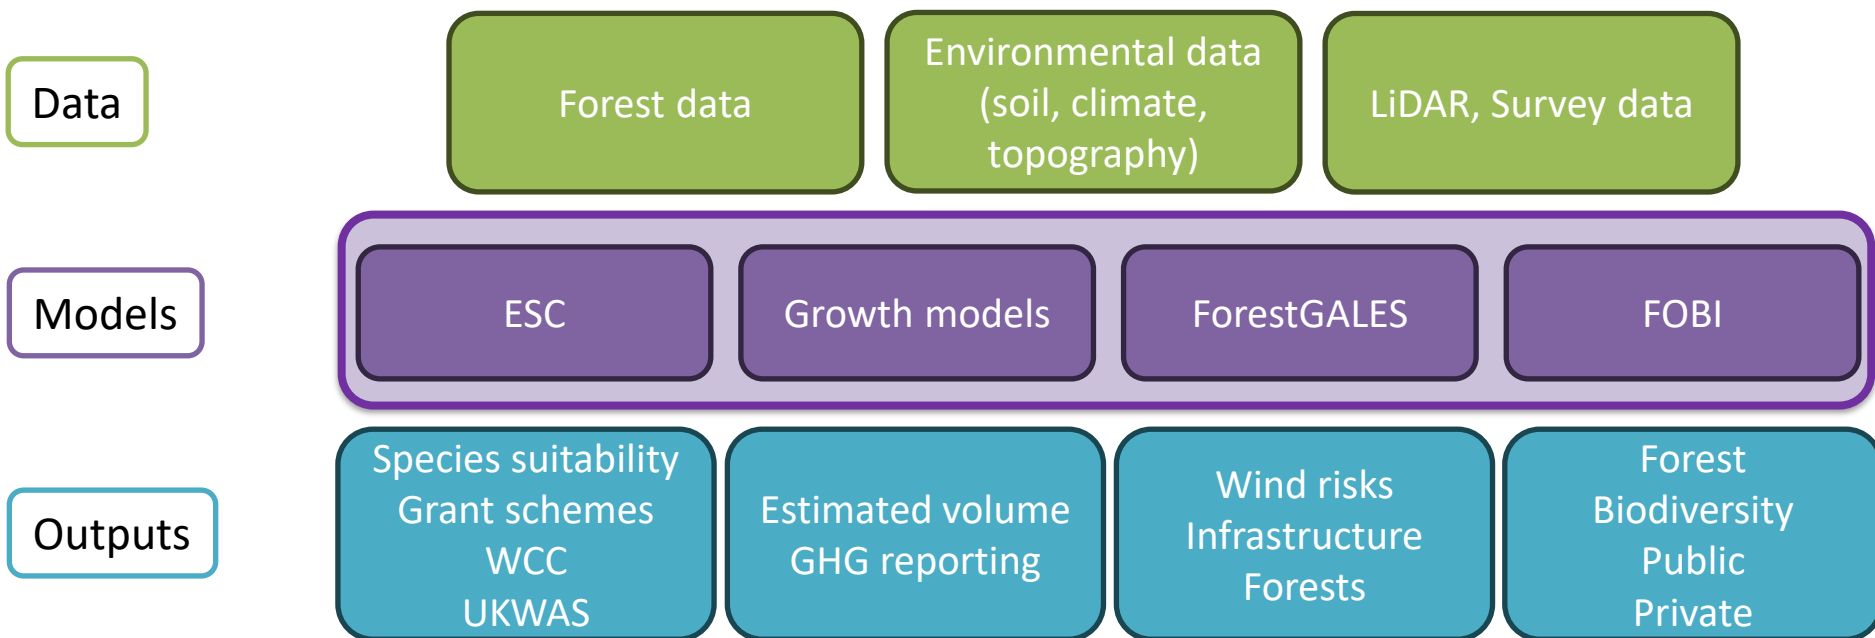 Data
Forest data
Environmental data
(soil, climate,
topography)
LiDAR, Survey data
Models
ESC
Growth models
ForestGALES
FOBI
Outputs
Species suitability
Grant schemes
WCC
UKWAS
Estimated volume
GHG reporting
Wind risks
Infrastructure
Forests
Forest
Biodiversity
Public
Private